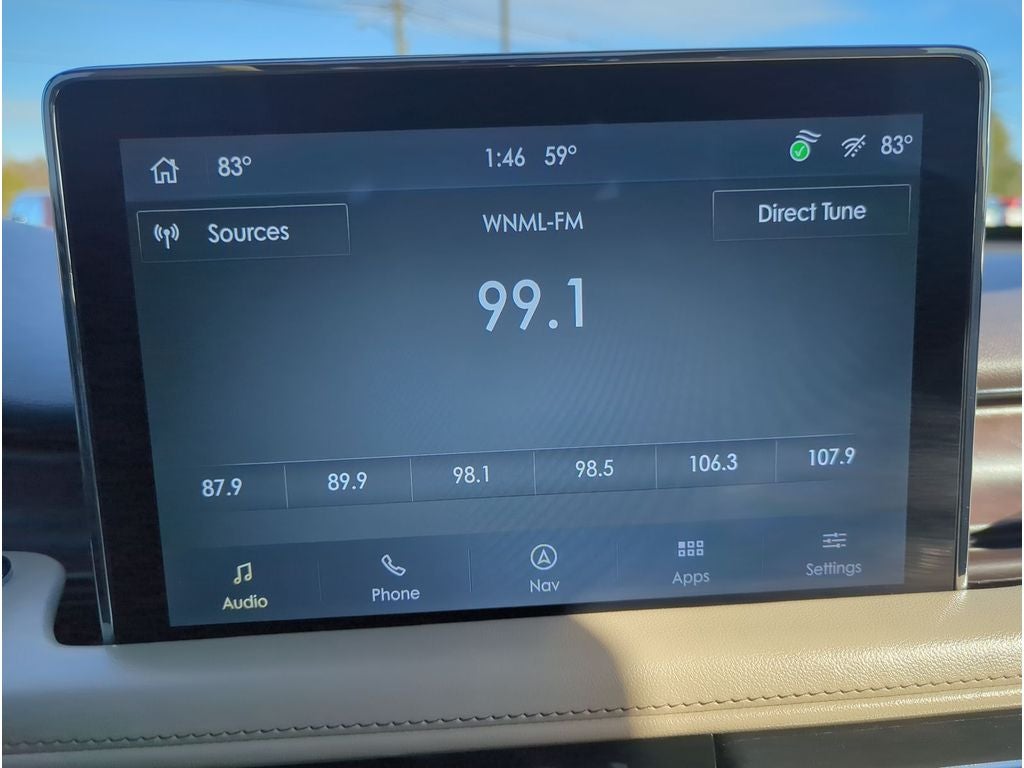 83° 1:46 59° 83°
Sources WNML-FM Direct Tune
99.1
87.9 89.9 98.1 98.5 106.3 107.9
Audio Phone Nav Apps Settings